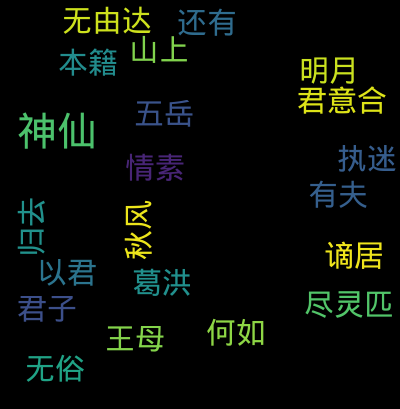 无由达
还有
山上
本籍
明月
君意合
五岳
神仙
情素
执迷
有夫
归去
秋风
谪居
以君
葛洪
君子
尽灵匹
王母
何如
无俗